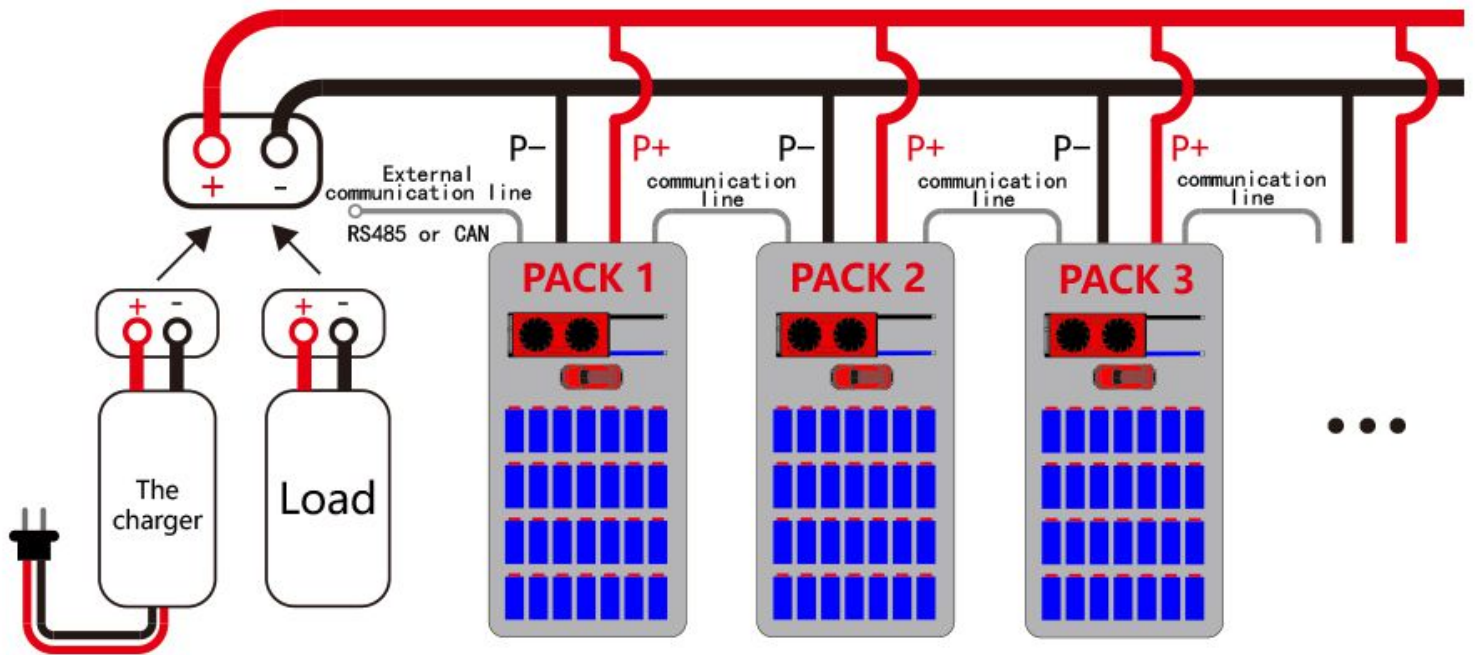 P-
P+
P-
P+
P-
P+
+
-
External
communication line
RS485 or CAN
communication
line
communication
line
communication
line
PACK 1
PACK 2
PACK 3
+
-
+
-
The
charger
Load